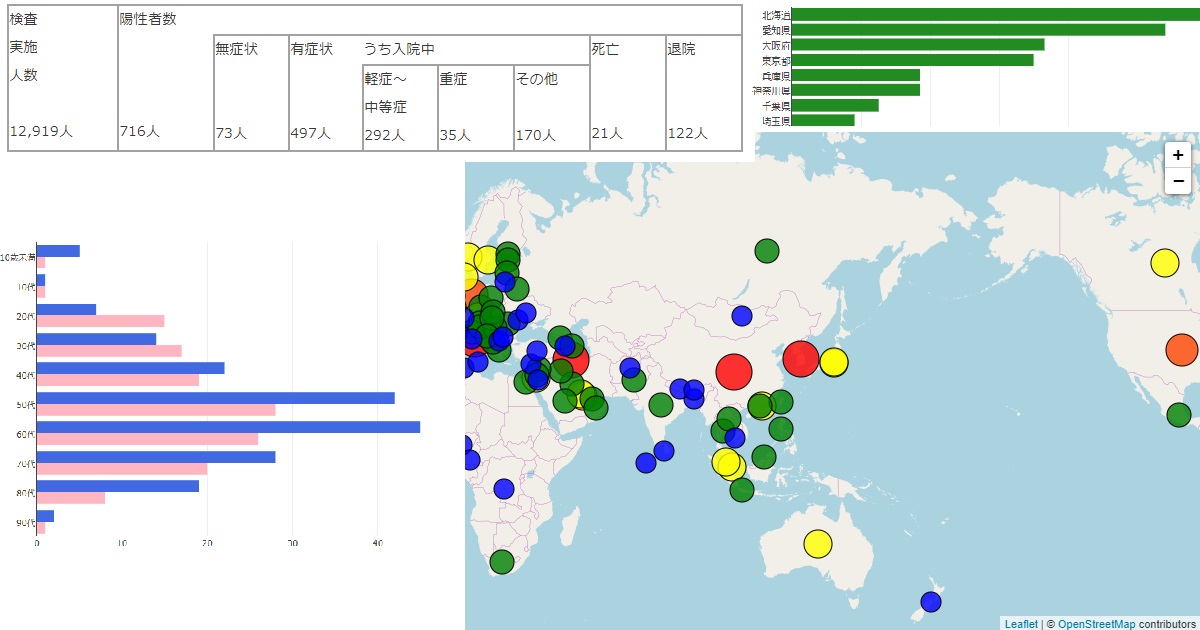 検査
実施
人数
12,919人
陽性者数
716人
無症状
73人
有症状
497人
うち入院中
軽症～
中等症
292人
重症
35人
その他
170人
死亡
21人
退院
122人
北海道
愛知県
大阪府
東京都
兵庫県
神奈川県
千葉県
埼玉県
10歳未満
10代
20代
30代
40代
50代
60代
70代
80代
90代
0 10 20 30 40
+
−
Leaflet | © OpenStreetMap contributors